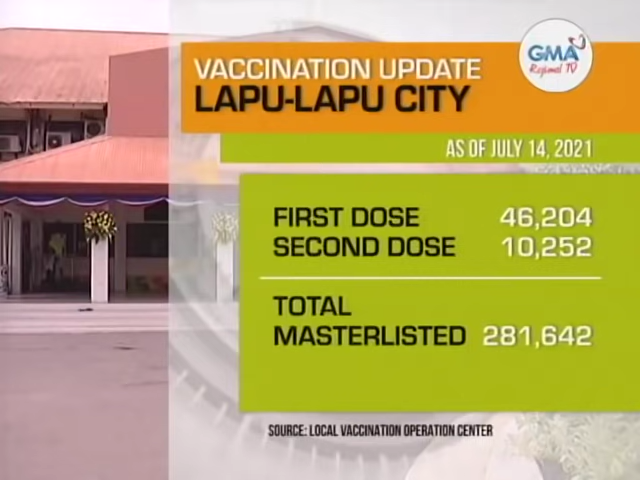 GMA
Regional TV
VACCINATION UPDATE
LAPU-LAPU CITY
AS OF JULY 14, 2021
FIRST DOSE 46,204
SECOND DOSE 10,252
TOTAL
MASTERLISTED 281,642
SOURCE: LOCAL VACCINATION OPERATION CENTER